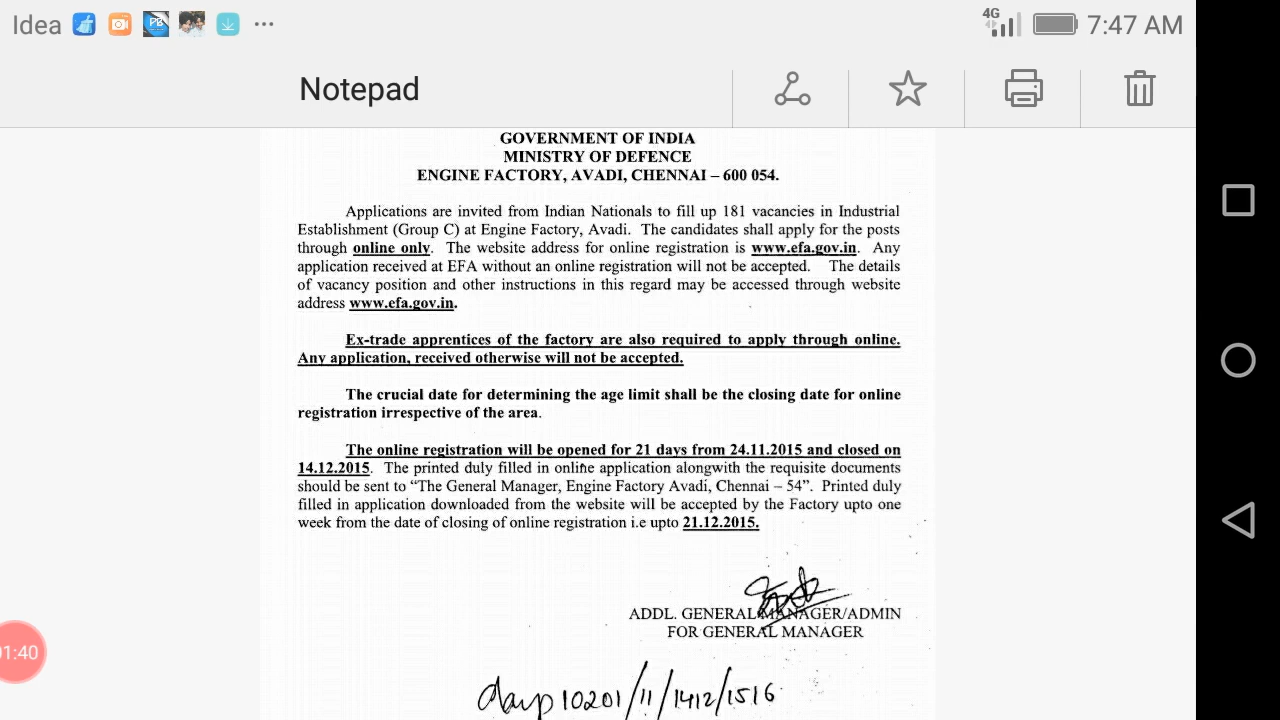 Idea
4G
7:47 AM
Notepad
GOVERNMENT OF INDIA
MINISTRY OF DEFENCE
ENGINE FACTORY, AVADI, CHENNAI – 600 054.
Applications are invited from Indian Nationals to fill up 181 vacancies in Industrial
Establishment (Group C) at Engine Factory, Avadi. The candidates shall apply for the posts
through online only. The website address for online registration is www.efa.gov.in. Any
application received at EFA without an online registration will not be accepted. The details
of vacancy position and other instructions in this regard may be accessed through website
address www.efa.gov.in.
Ex-trade apprentices of the factory are also required to apply through online.
Any application, received otherwise will not be accepted.
The crucial date for determining the age limit shall be the closing date for online
registration irrespective of the area.
The online registration will be opened for 21 days from 24.11.2015 and closed on
14.12.2015. The printed duly filled in online application alongwith the requisite documents
should be sent to “The General Manager, Engine Factory Avadi, Chennai – 54”. Printed duly
filled in application downloaded from the website will be accepted by the Factory upto one
week from the date of closing of online registration i.e upto 21.12.2015.
ADDL. GENERAL MANAGER/ADMIN
FOR GENERAL MANAGER
01:40
davp 10201/11/1412/1516